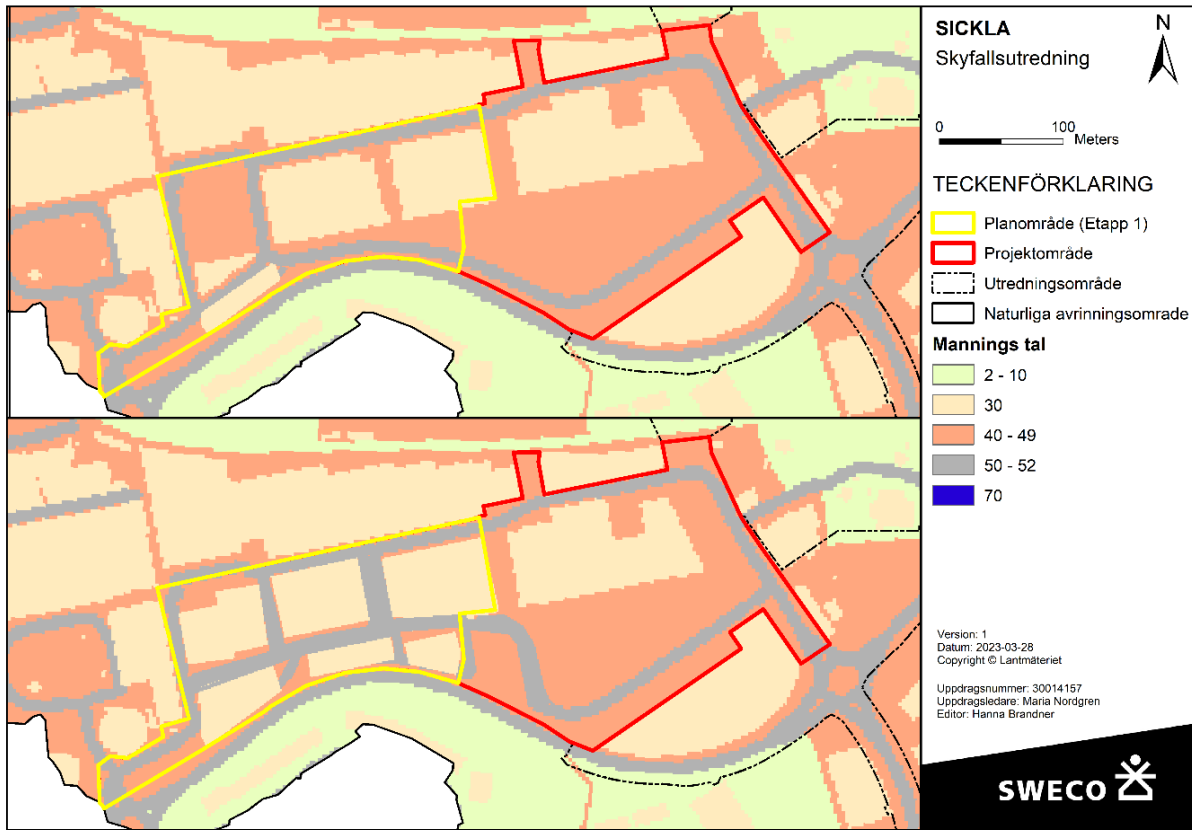 SICKLA
Skyfallsutredning
N
0 100
Meters
TECKENFÖRKLARING
Planområde (Etapp 1)
Projektområde
Utredningsområde
Naturliga avrinningsområde
Mannings tal
2 - 10
30
40 - 49
50 - 52
70
Version: 1
Datum: 2023-03-28
Copyright © Lantmäteriet
Uppdragsnummer: 30014157
Uppdragsledare: Maria Nordgren
Editor: Hanna Brandner
SWECO